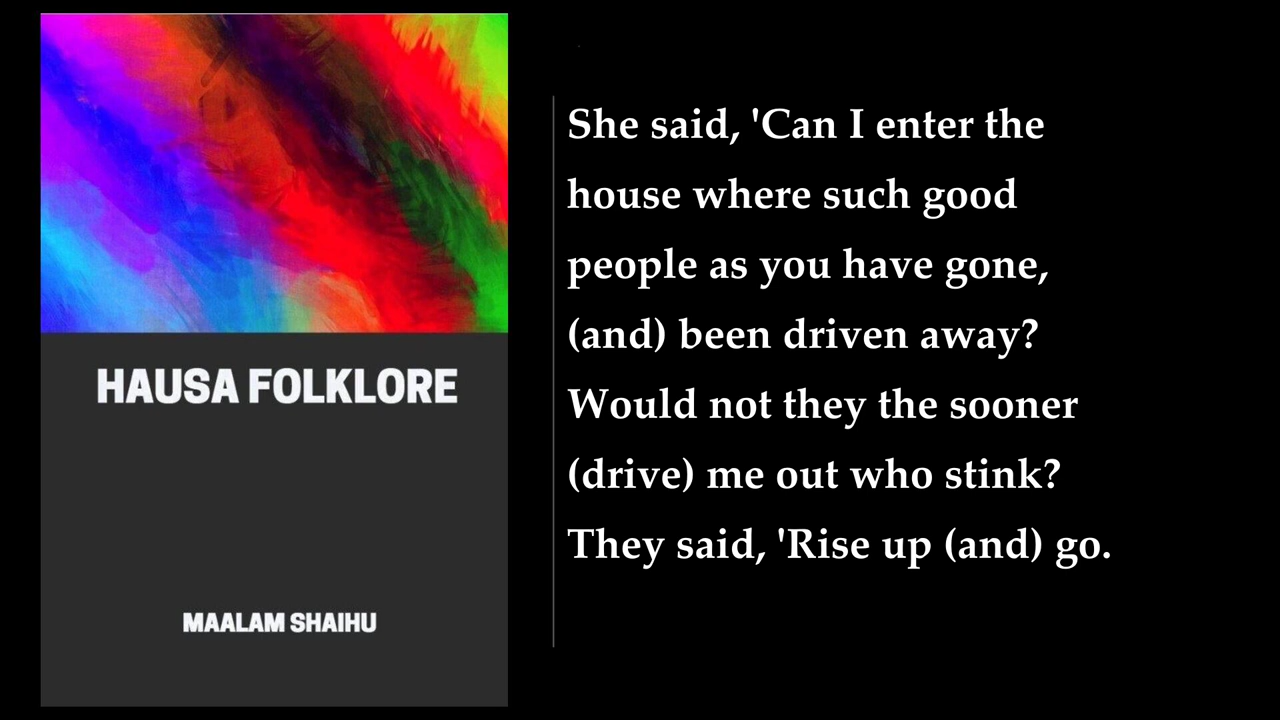 HAUSA FOLKLORE
MAALAM SHAIHU
She said, 'Can I enter the
house where such good
people as you have gone,
(and) been driven away?
Would not they the sooner
(drive) me out who stink?
They said, 'Rise up (and) go.